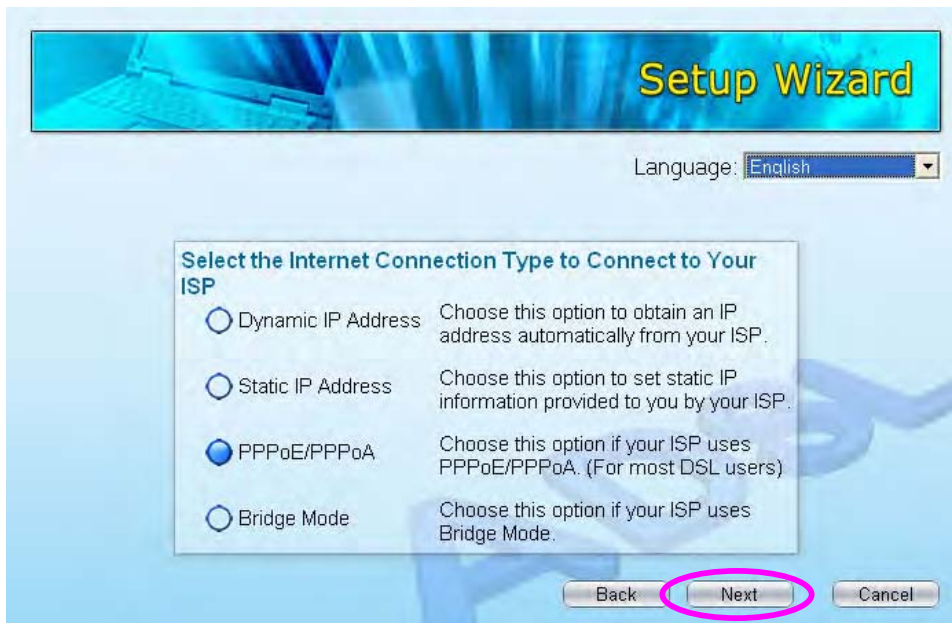 Setup Wizard
Language: English
Select the Internet Connection Type to Connect to Your
ISP
Dynamic IP Address
Choose this option to obtain an IP
address automatically from your ISP.
Static IP Address
Choose this option to set static IP
information provided to you by your ISP.
PPPoE/PPPoA
Choose this option if your ISP uses
PPPoE/PPPoA. (For most DSL users)
Bridge Mode
Choose this option if your ISP uses
Bridge Mode.
Back
Next
Cancel